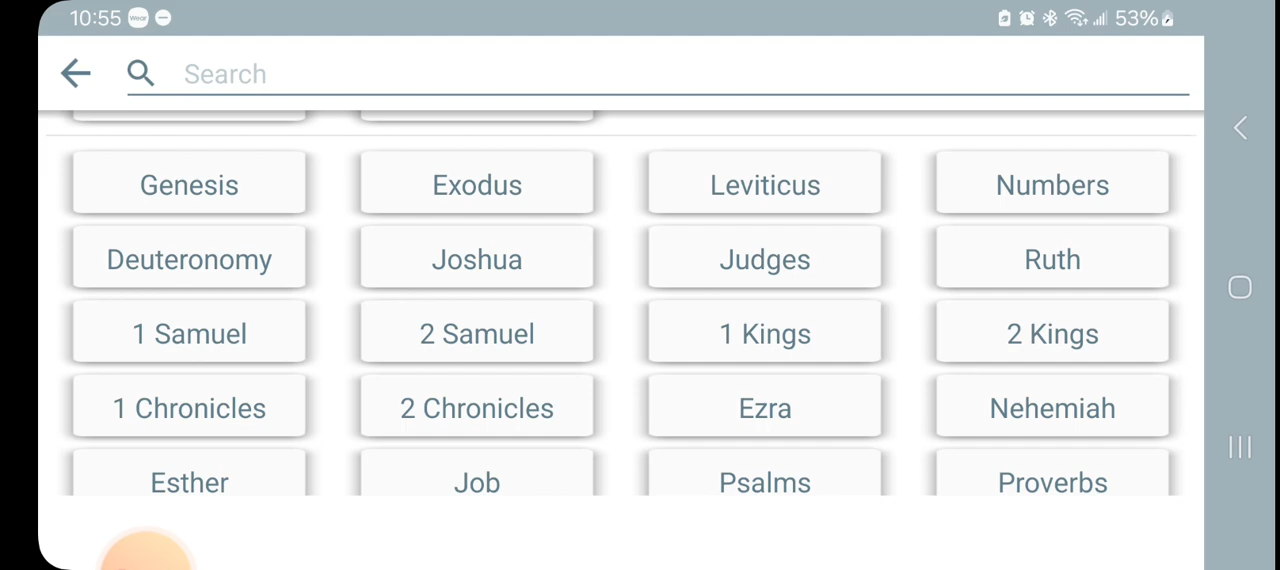 10:55 Wear 53%
Search
Genesis Exodus Leviticus Numbers
Deuteronomy Joshua Judges Ruth
1 Samuel 2 Samuel 1 Kings 2 Kings
1 Chronicles 2 Chronicles Ezra Nehemiah
Esther Job Psalms Proverbs